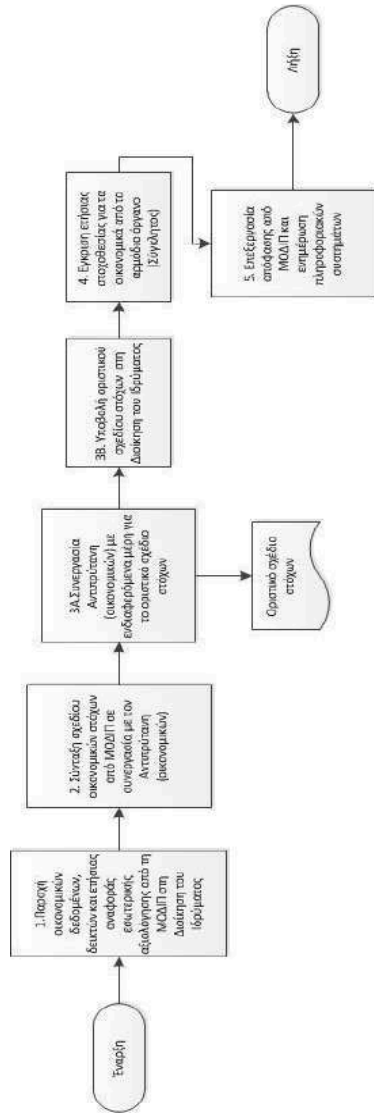 Έναρξη
1.Παροχή
οικονομικών
δεδομένων,
δεικτών και ετήσιας
αναφοράς
εσωτερικής
αξιολόγησης από τη
ΜΟΔΙΠ στη
Διοίκηση του
Ιδρύματος
2. Σύνταξη σχεδίου
οικονομικών στόχων
από ΜΟΔΙΠ σε
συνεργασία με τον
Αντιπρύτανη
(οικονομικών)
3Α.Συνεργασία
Αντιπρύτανη
(οικονομικών) με
ενδιαφερόμενα μέρη για
το οριστικό σχέδιο
στόχων
Οριστικό σχέδιο
στόχων
3Β. Υποβολή οριστικού
σχεδίου στόχων στη
Διοίκηση του Ιδρύματος
4. Έγκριση ετήσιας
στοχοθεσίας για τα
οικονομικά από το
αρμόδιο όργανο
(Σύγκλητος)
5. Επεξεργασία
απόφασης από
ΜΟΔΙΠ και
ενημέρωση
πληροφοριακών
συστημάτων
Λήξη